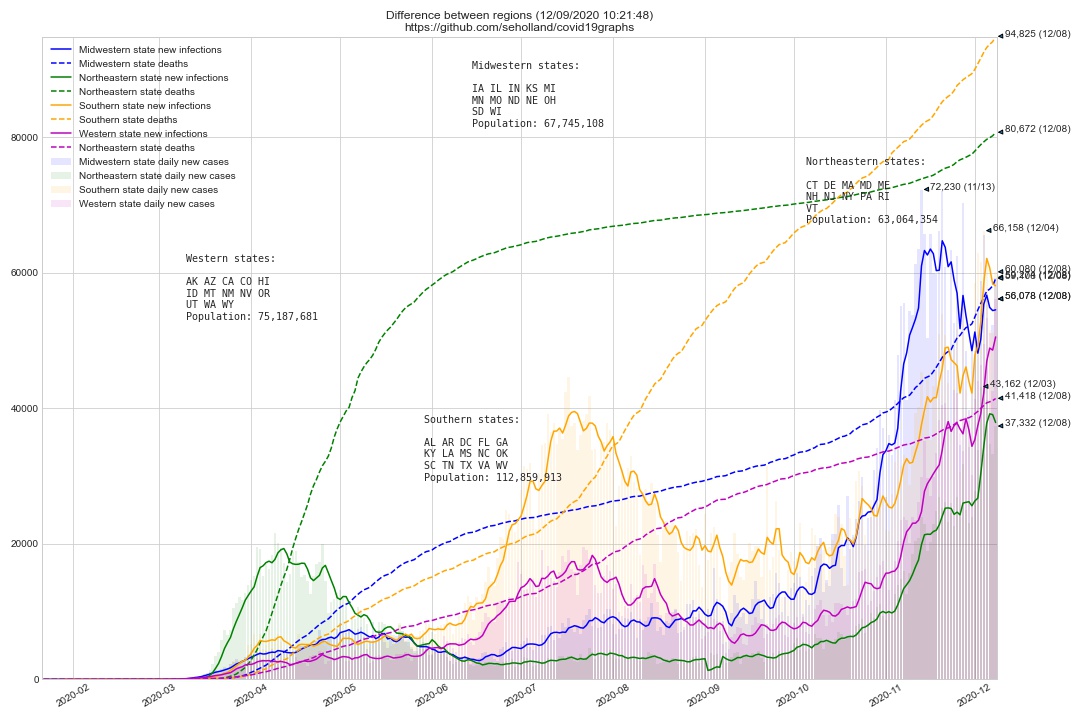 Difference between regions (12/09/2020 10:21:48)
https://github.com/seholland/covid19graphs
Midwestern state new infections
Midwestern state deaths
Northeastern state new infections
Northeastern state deaths
Southern state new infections
Southern state deaths
Western state new infections
Northeastern state deaths
Midwestern state daily new cases
Northeastern state daily new cases
Southern state daily new cases
Western state daily new cases
Midwestern states:
IA IL IN KS MI
MN MO ND NE OH
SD WI
Population: 67,745,108
Northeastern states:
CT DE MA MD ME
NH NJ NY PA RI
VT
Population: 63,064,354
Western states:
AK AZ CA CO HI
ID MT NM NV OR
UT WA WY
Population: 75,187,681
Southern states:
AL AR DC FL GA
KY LA MS NC OK
SC TN TX VA WV
Population: 112,859,913
94,825 (12/08)
80,672 (12/08)
72,230 (11/13)
66,158 (12/04)
60,080 (12/08)
56,078 (12/08)
43,162 (12/03)
41,418 (12/08)
37,332 (12/08)
80000
60000
40000
20000
0
2020-02
2020-03
2020-04
2020-05
2020-06
2020-07
2020-08
2020-09
2020-10
2020-11
2020-12